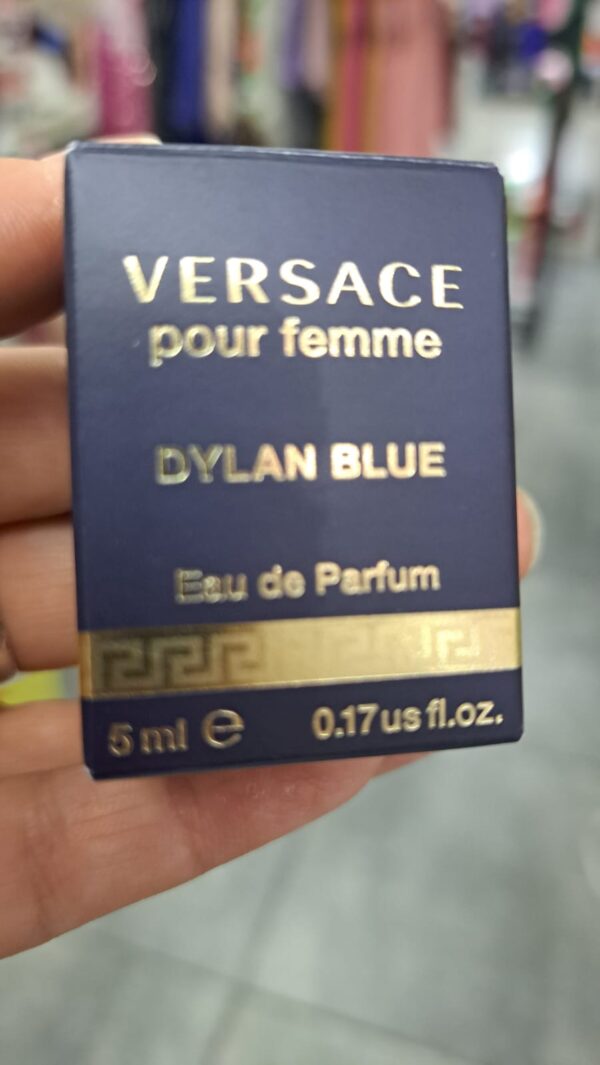 VERSACE
pour femme
DYLAN BLUE
Eau de Parfum
5 ml e 0.17 us fl.oz.